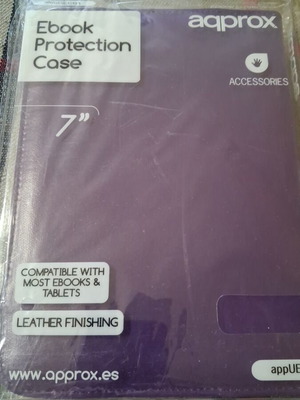 Ebook
Protection
Case
aqprox
ACCESSORIES
7"
COMPATIBLE WITH
MOST EBOOKS &
TABLETS
LEATHER FINISHING
www.approx.es
appUE